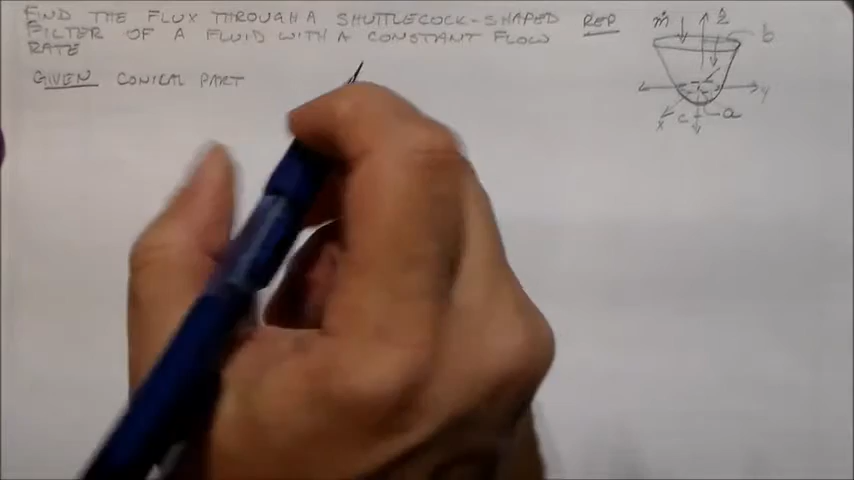 FIND THE FLUX THROUGH A SHUTTLECOCK-SHAPED
FILTER OF A FLUID WITH A CONSTANT FLOW
RATE
REP
GIVEN CONICAL PART
ṁ
ẑ
b
y
x
c
a